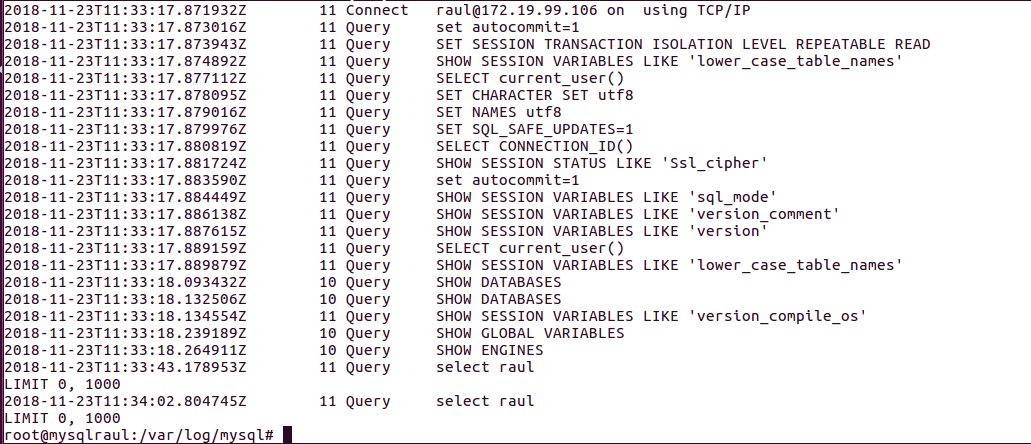 2018-11-23T11:33:17.871932Z 11 Connect raul@172.19.99.106 on using TCP/IP
2018-11-23T11:33:17.873016Z 11 Query set autocommit=1
2018-11-23T11:33:17.873943Z 11 Query SET SESSION TRANSACTION ISOLATION LEVEL REPEATABLE READ
2018-11-23T11:33:17.874892Z 11 Query SHOW SESSION VARIABLES LIKE 'lower_case_table_names'
2018-11-23T11:33:17.877112Z 11 Query SELECT current_user()
2018-11-23T11:33:17.878095Z 11 Query SET CHARACTER SET utf8
2018-11-23T11:33:17.879016Z 11 Query SET NAMES utf8
2018-11-23T11:33:17.879976Z 11 Query SET SQL_SAFE_UPDATES=1
2018-11-23T11:33:17.880819Z 11 Query SELECT CONNECTION_ID()
2018-11-23T11:33:17.881724Z 11 Query SHOW SESSION STATUS LIKE 'Ssl_cipher'
2018-11-23T11:33:17.883590Z 11 Query set autocommit=1
2018-11-23T11:33:17.884449Z 11 Query SHOW SESSION VARIABLES LIKE 'sql_mode'
2018-11-23T11:33:17.886138Z 11 Query SHOW SESSION VARIABLES LIKE 'version_comment'
2018-11-23T11:33:17.887615Z 11 Query SHOW SESSION VARIABLES LIKE 'version'
2018-11-23T11:33:17.889159Z 11 Query SELECT current_user()
2018-11-23T11:33:17.889879Z 11 Query SHOW SESSION VARIABLES LIKE 'lower_case_table_names'
2018-11-23T11:33:18.093432Z 10 Query SHOW DATABASES
2018-11-23T11:33:18.132506Z 10 Query SHOW DATABASES
2018-11-23T11:33:18.134554Z 11 Query SHOW SESSION VARIABLES LIKE 'version_compile_os'
2018-11-23T11:33:18.239189Z 10 Query SHOW GLOBAL VARIABLES
2018-11-23T11:33:18.264911Z 10 Query SHOW ENGINES
2018-11-23T11:33:43.178953Z 11 Query select raul
LIMIT 0, 1000
2018-11-23T11:34:02.804745Z 11 Query select raul
LIMIT 0, 1000
root@mysqlraul:/var/log/mysql#